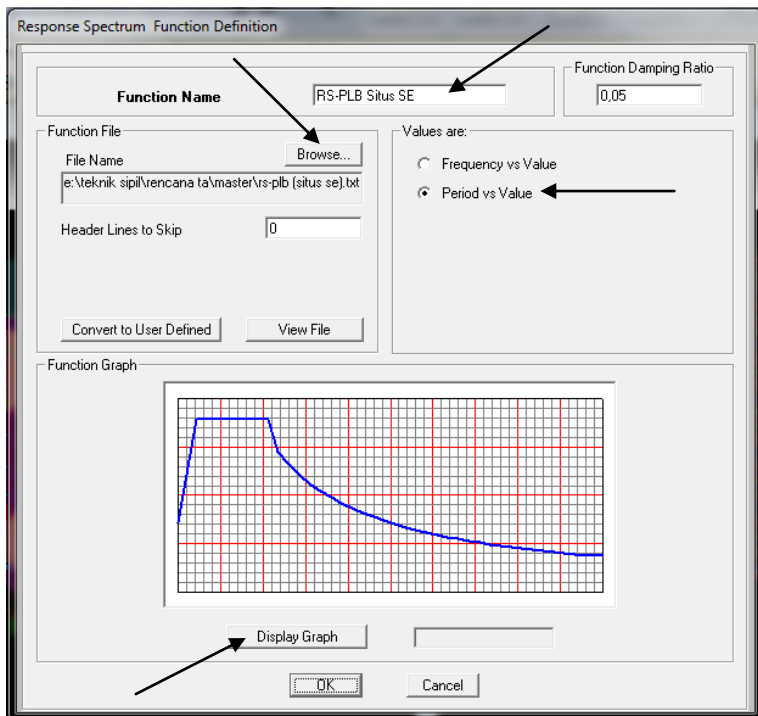 Response Spectrum Function Definition
Function Name
RS-PLB Situs SE
Function Damping Ratio
0,05
Function File
File Name
Browse...
e:\teknik sipil\rencana ta\master\rs-plb (situs se).txt
Header Lines to Skip
0
Convert to User Defined
View File
Values are:
Frequency vs Value
Period vs Value
Function Graph
Display Graph
OK
Cancel